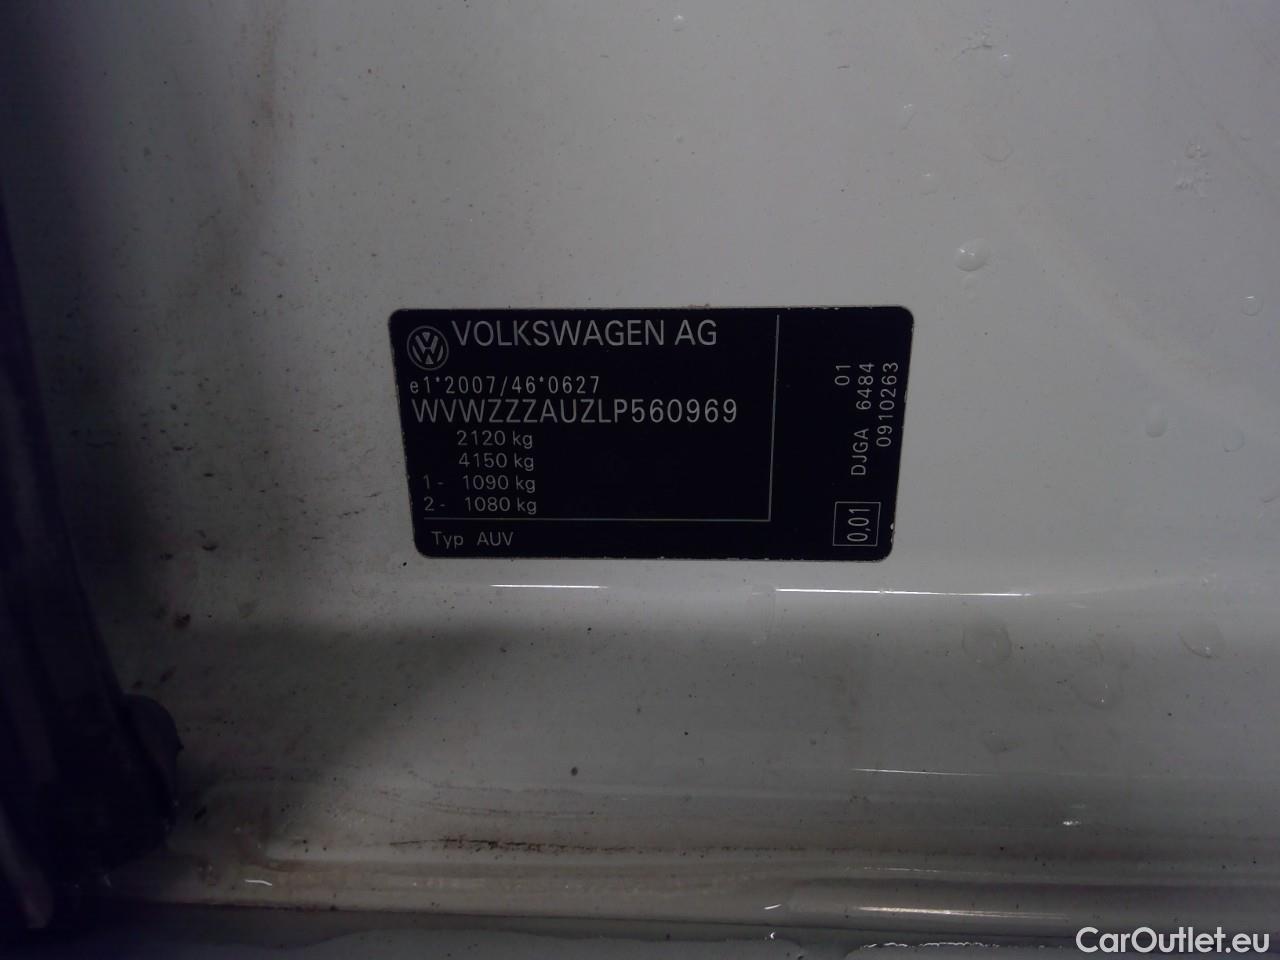 VOLKSWAGEN AG
e1*2007/46*0627
WVWZZZAUZLP560969
2120 kg
4150 kg
1- 1090 kg
2- 1080 kg
Typ AUV
01
DJGA 6484
0910263
0,01
CarOutlet.eu